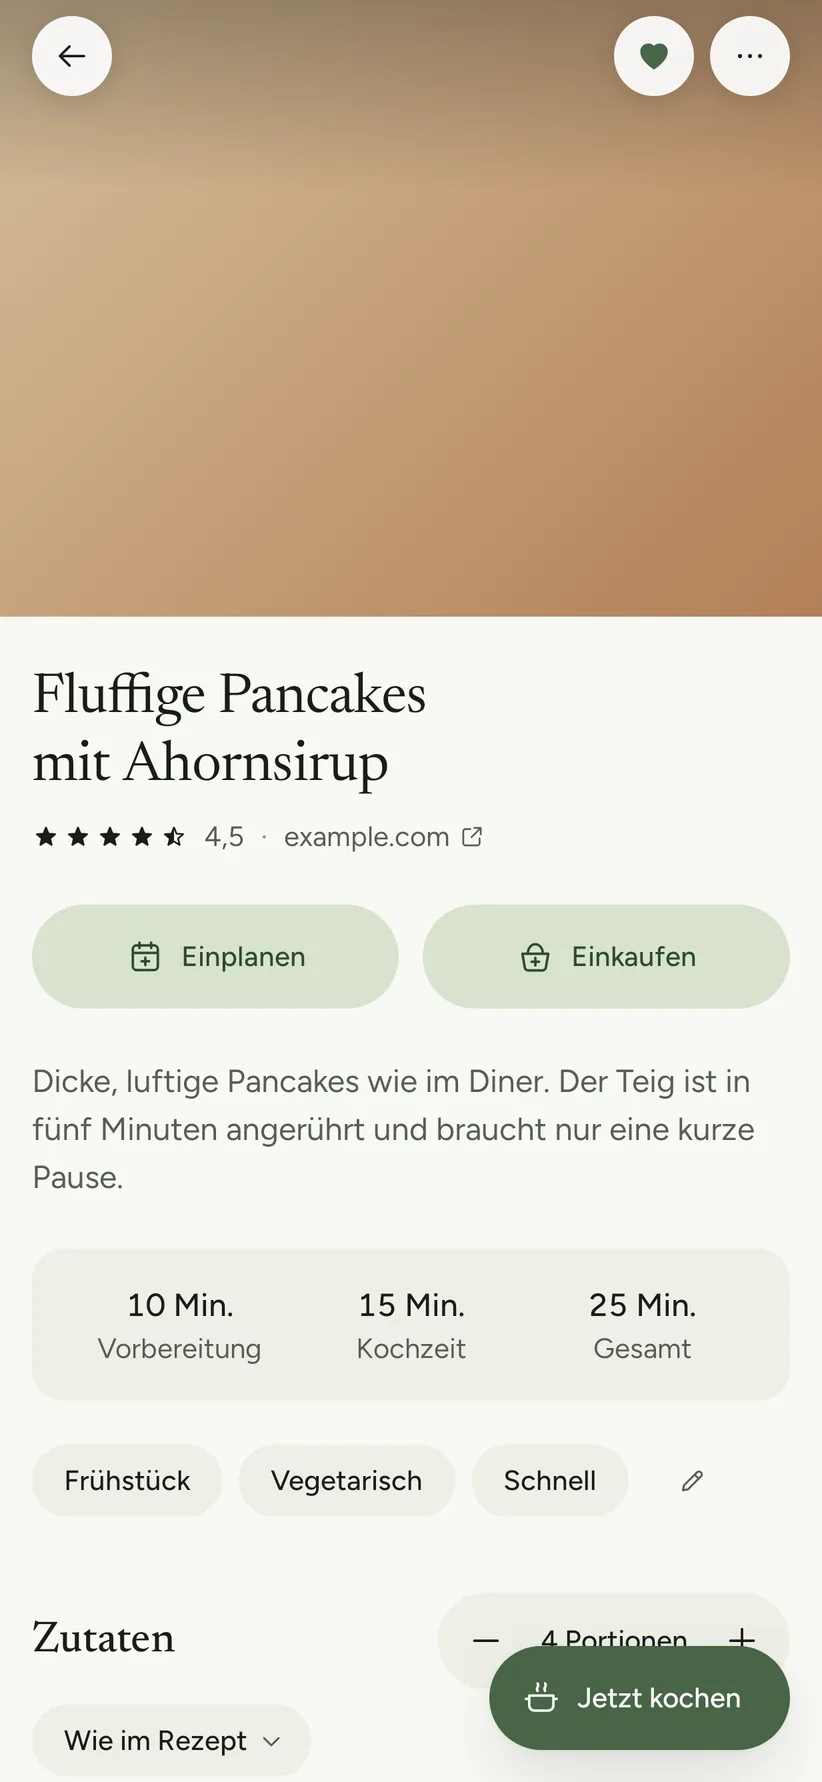 Fluffige Pancakes
mit Ahornsirup
4,5 · example.com
Einplanen
Einkaufen
Dicke, luftige Pancakes wie im Diner. Der Teig ist in
fünf Minuten angerührt und braucht nur eine kurze
Pause.
10 Min.
Vorbereitung
15 Min.
Kochzeit
25 Min.
Gesamt
Frühstück
Vegetarisch
Schnell
Zutaten
4 Portionen
Jetzt kochen
Wie im Rezept